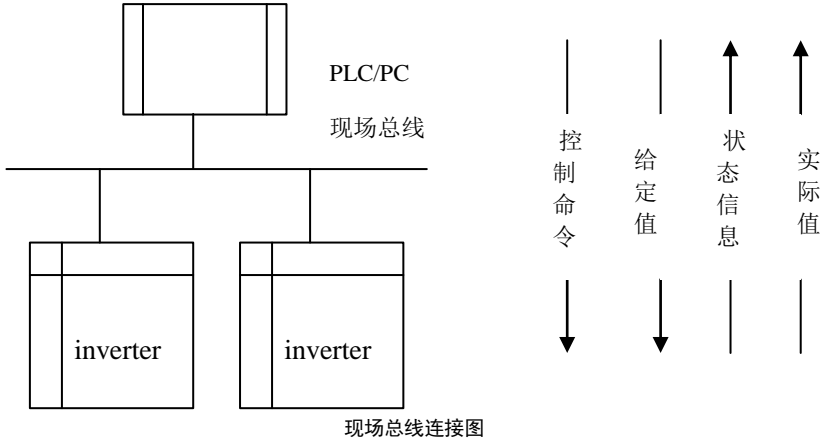 PLC/PC
现场总线
控制命令
给定值
状态信息
实际值
inverter
inverter
现场总线连接图